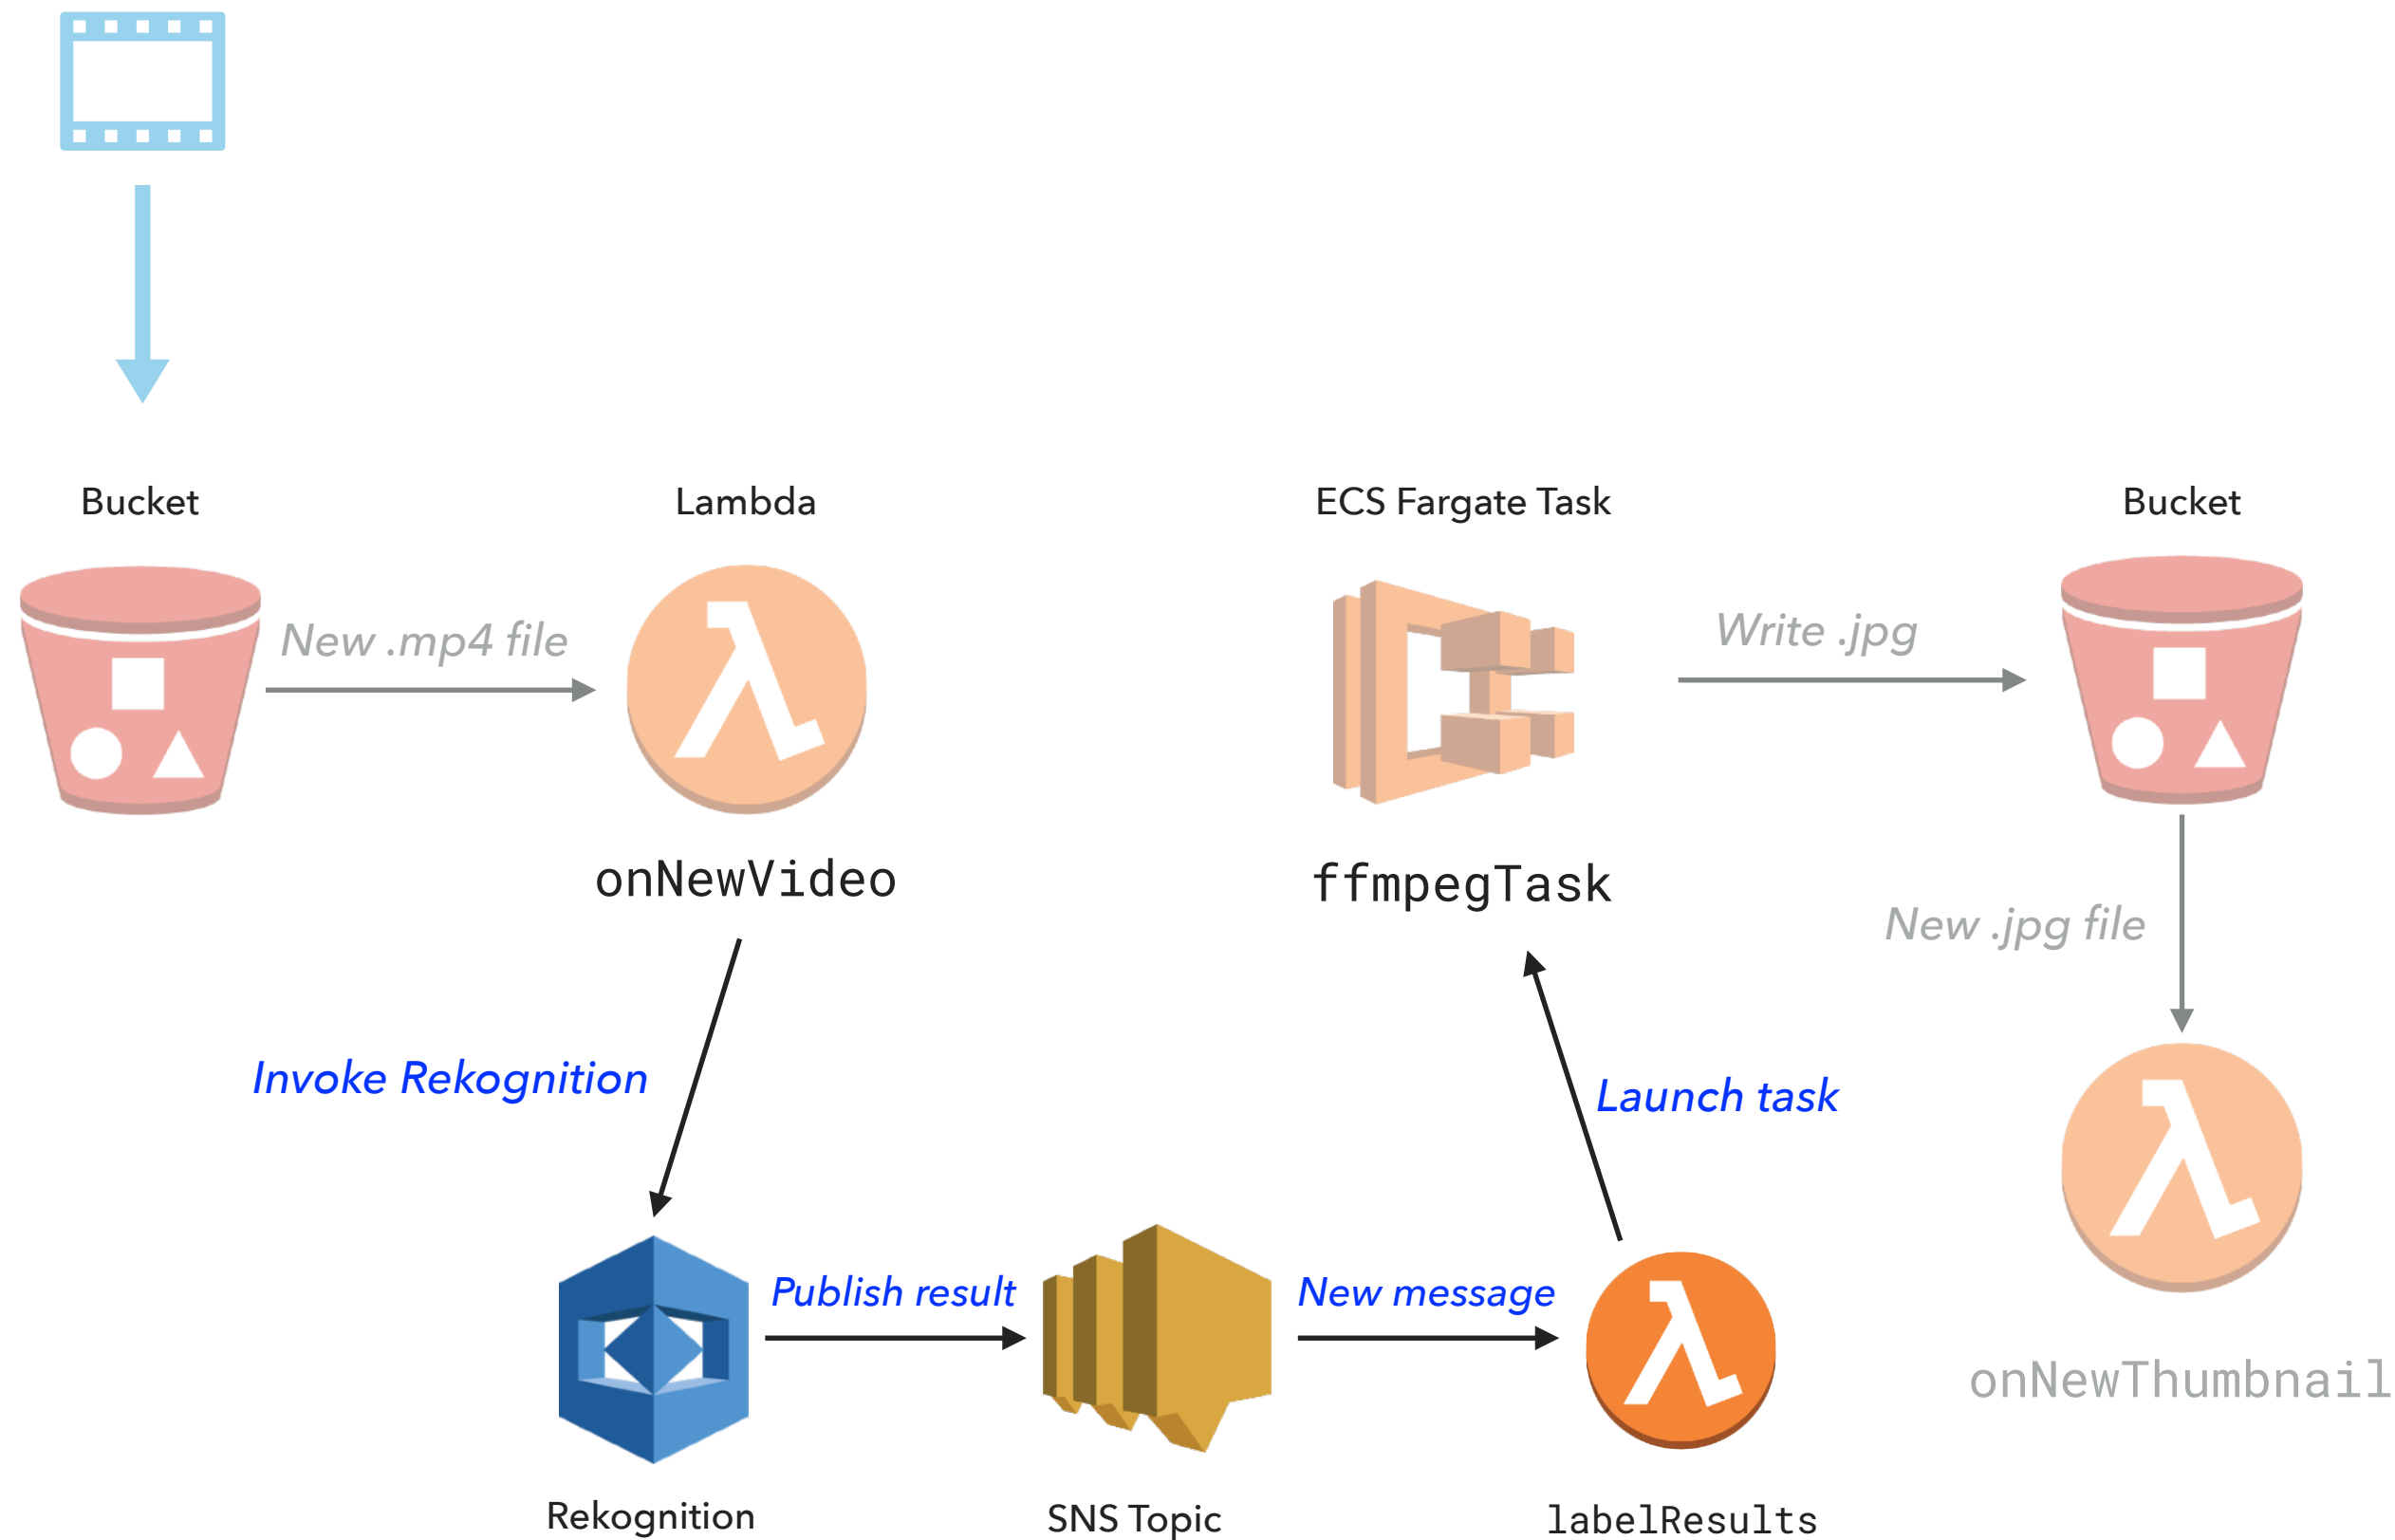 Bucket
Lambda
ECS Fargate Task
Bucket
New .mp4 file
Write .jpg
onNewVideo
ffmpegTask
New .jpg file
Invoke Rekognition
Launch task
Publish result
New message
onNewThumbnail
Rekognition
SNS Topic
labelResults